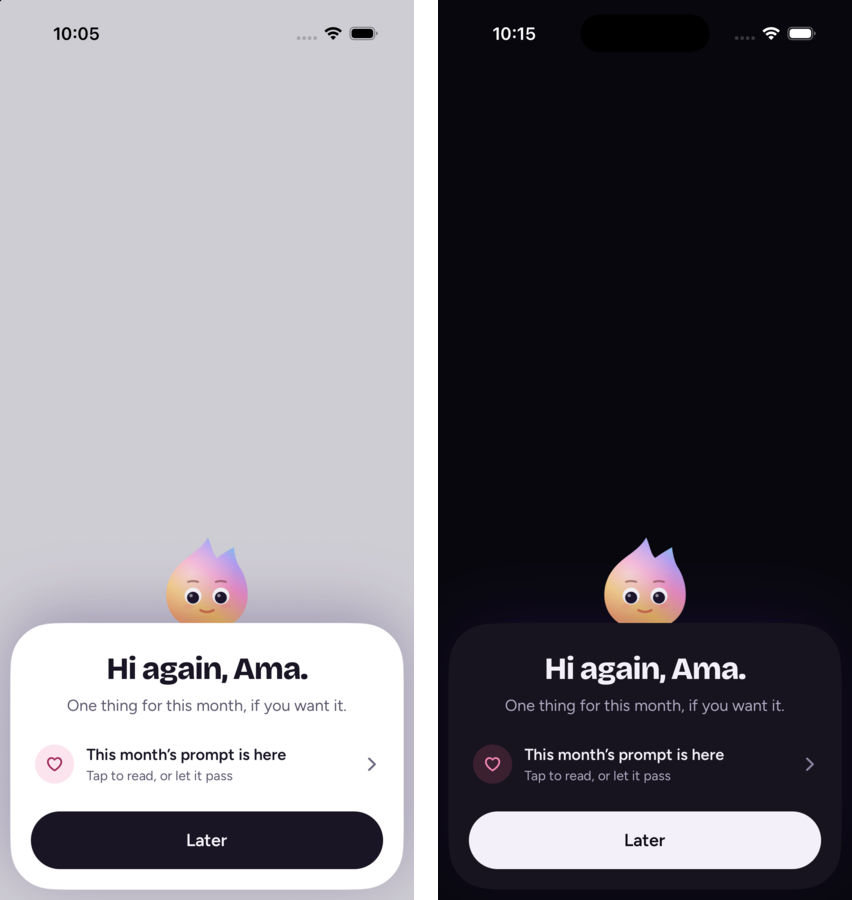 10:05
Hi again, Ama.
One thing for this month, if you want it.
This month’s prompt is here
Tap to read, or let it pass
Later
10:15
Hi again, Ama.
One thing for this month, if you want it.
This month’s prompt is here
Tap to read, or let it pass
Later